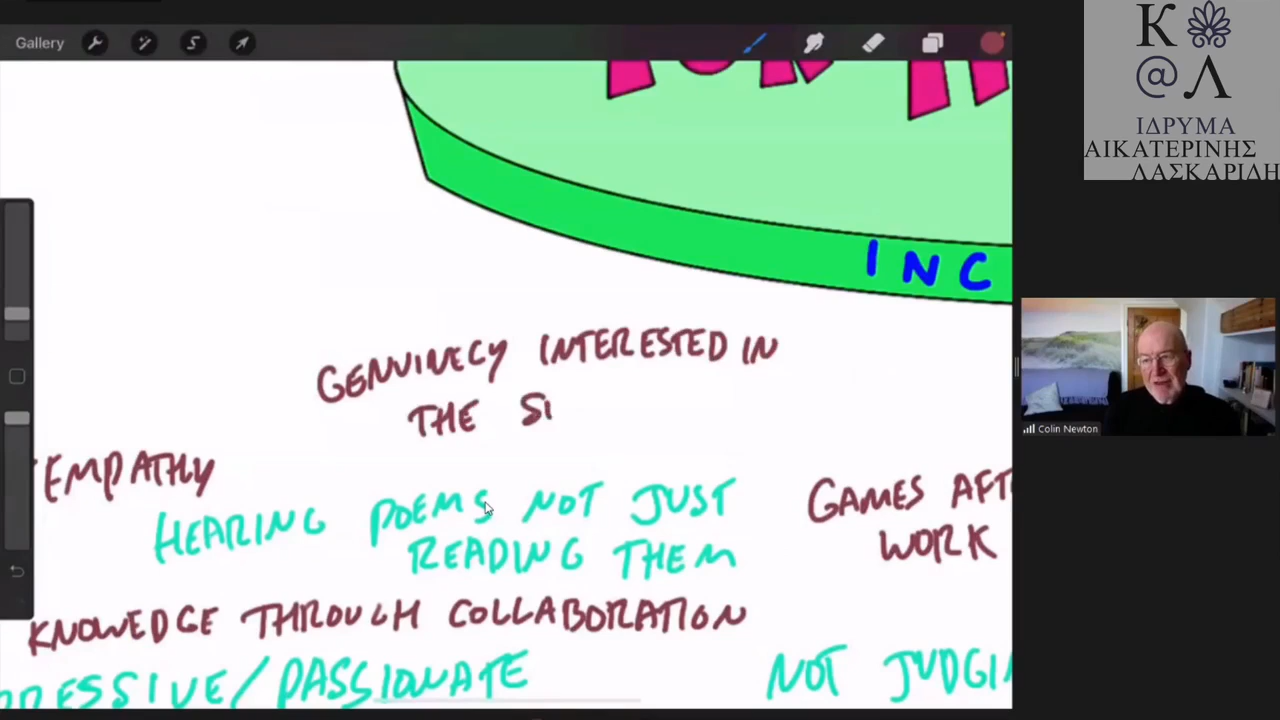 Gallery
Κ
@ Λ
ΙΔΡΥΜΑ
ΑΙΚΑΤΕΡΙΝΗΣ
ΛΑΣΚΑΡΙΔΗ
INC
GENUINELY INTERESTED IN
THE SI
EMPATHY
HEARING POEMS NOT JUST
READING THEM
GAMES AFT
WORK
KNOWEDGE THROUGH COLLABORATION
PRESSIVE/PASSIONATE
NOT JUDGI
Colin Newton